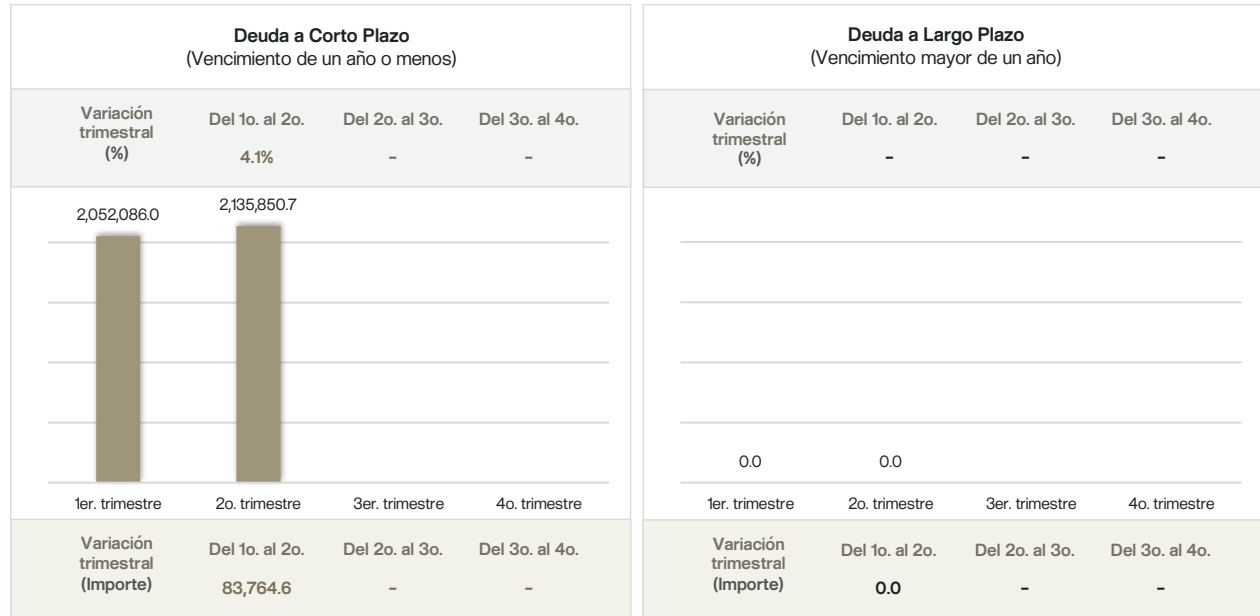 Deuda a Corto Plazo
(Vencimiento de un año o menos)
Variación trimestral (%)
Del 1o. al 2o.
Del 2o. al 3o.
Del 3o. al 4o.
4.1%
–
–
2,052,086.0
2,135,850.7
1er. trimestre
2o. trimestre
3er. trimestre
4o. trimestre
Variación trimestral (Importe)
Del 1o. al 2o.
Del 2o. al 3o.
Del 3o. al 4o.
83,764.6
–
–
Deuda a Largo Plazo
(Vencimiento mayor de un año)
Variación trimestral (%)
Del 1o. al 2o.
Del 2o. al 3o.
Del 3o. al 4o.
–
–
–
0.0
0.0
1er. trimestre
2o. trimestre
3er. trimestre
4o. trimestre
Variación trimestral (Importe)
Del 1o. al 2o.
Del 2o. al 3o.
Del 3o. al 4o.
0.0
–
–